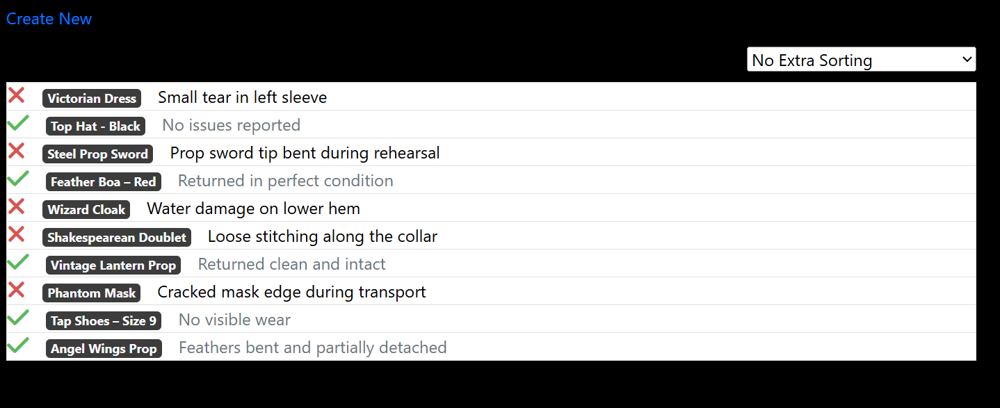 Create New
No Extra Sorting
Victorian Dress Small tear in left sleeve
Top Hat - Black No issues reported
Steel Prop Sword Prop sword tip bent during rehearsal
Feather Boa – Red Returned in perfect condition
Wizard Cloak Water damage on lower hem
Shakespearean Doublet Loose stitching along the collar
Vintage Lantern Prop Returned clean and intact
Phantom Mask Cracked mask edge during transport
Tap Shoes – Size 9 No visible wear
Angel Wings Prop Feathers bent and partially detached